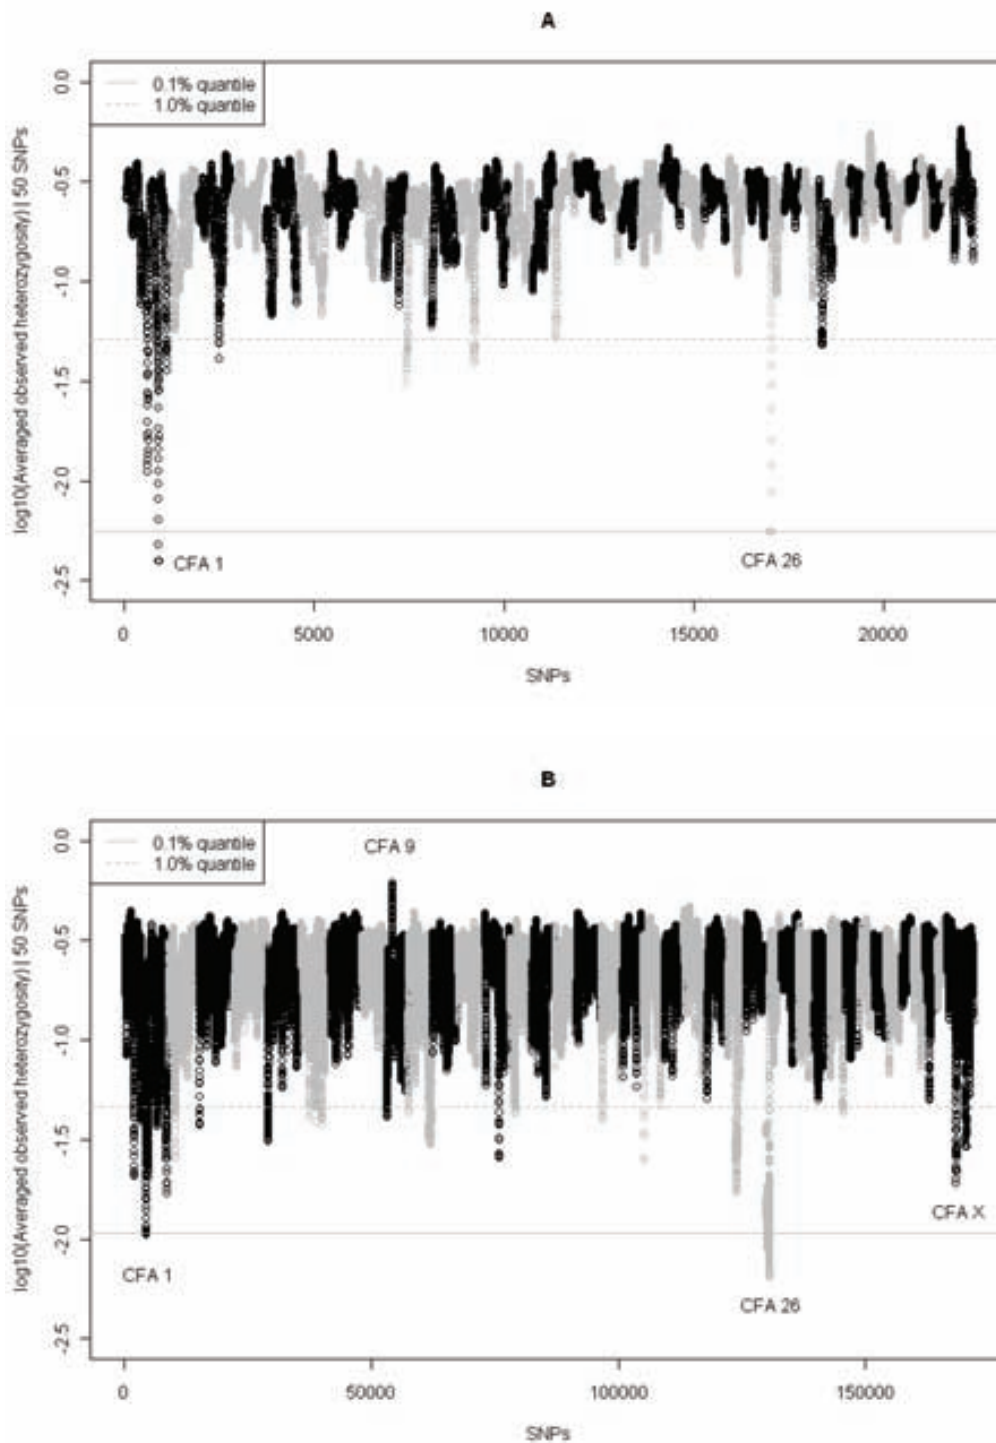 A
0.1% quantile
1.0% quantile
log10(Averaged observed heterozygosity) | 50 SNPs
0.0
-0.5
-1.0
-1.5
-2.0
-2.5
CFA 1
CFA 26
0
5000
10000
15000
20000
SNPs
B
0.1% quantile
1.0% quantile
log10(Averaged observed heterozygosity) | 50 SNPs
0.0
-0.5
-1.0
-1.5
-2.0
-2.5
CFA 9
CFA X
CFA 1
CFA 26
0
50000
100000
150000
SNPs